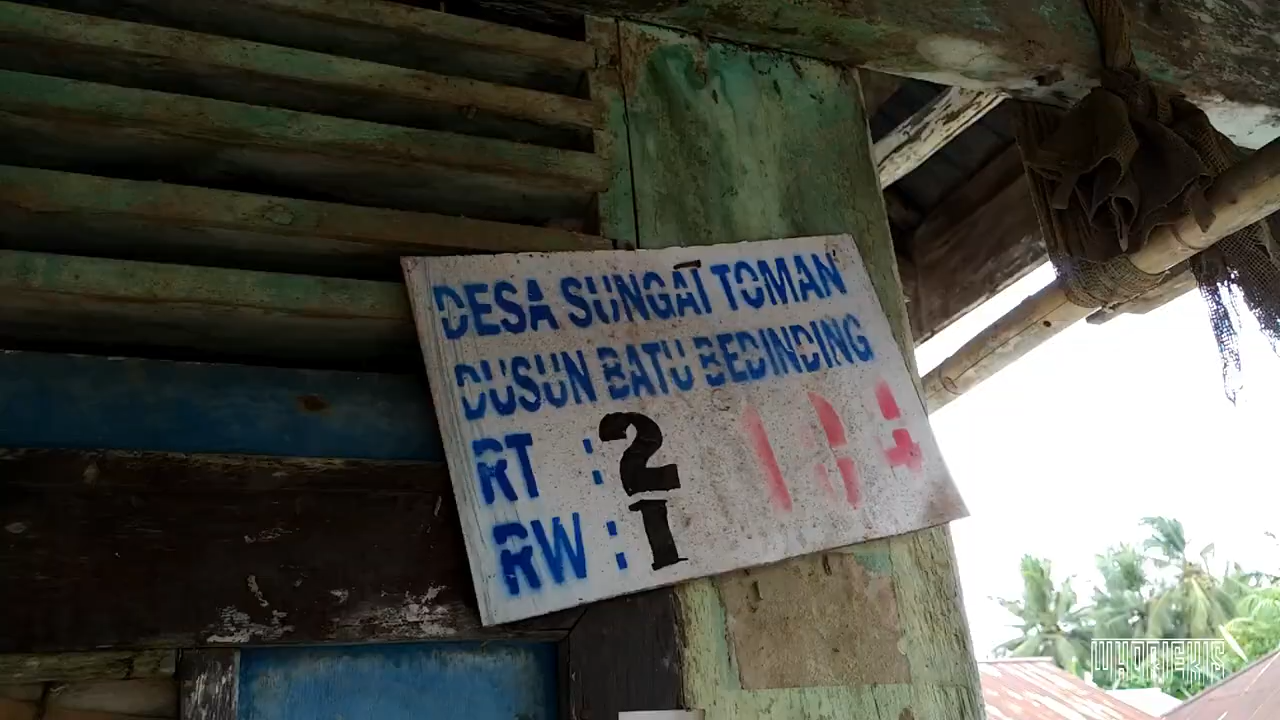 DESA SUNGAI TOMAN
DUSUN BATU BEDINDING
RT : 2
RW : 1